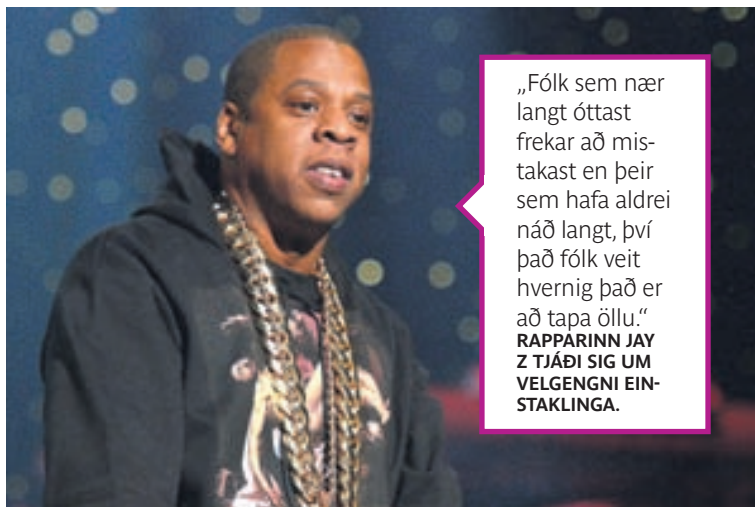 „Fólk sem nær
langt óttast
frekar að mis-
takast en þeir
sem hafa aldrei
náð langt, því
það fólk veit
hvernig það er
að tapa öllu.“
RAPPARINN JAY
Z TJÁÐI SIG UM
VELGENGNI EIN-
STAKLINGA.